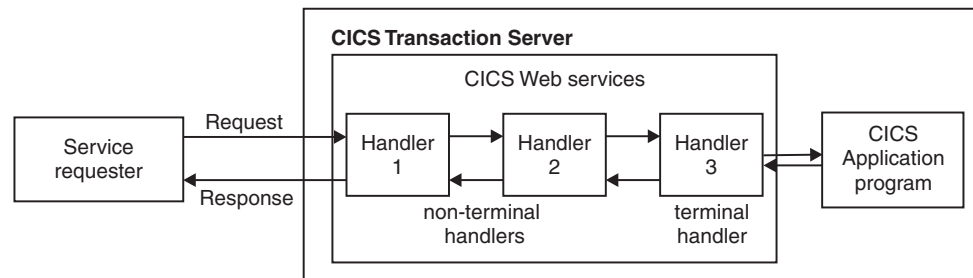 CICS Transaction Server
CICS Web services
Request
Service
requester
Response
Handler
1
Handler
2
Handler
3
CICS
Application
program
non-terminal
handlers
terminal
handler